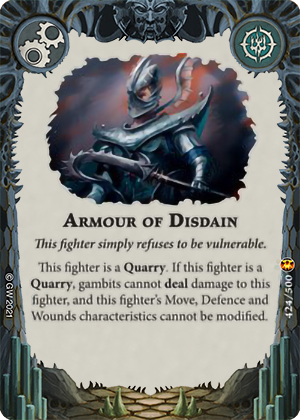 ARMOUR OF DISDAIN
This fighter simply refuses to be vulnerable.
This fighter is a Quarry. If this fighter is a
Quarry, gambits cannot deal damage to this
fighter, and this fighter's Move, Defence and
Wounds characteristics cannot be modified.
© GW 2021
424/500